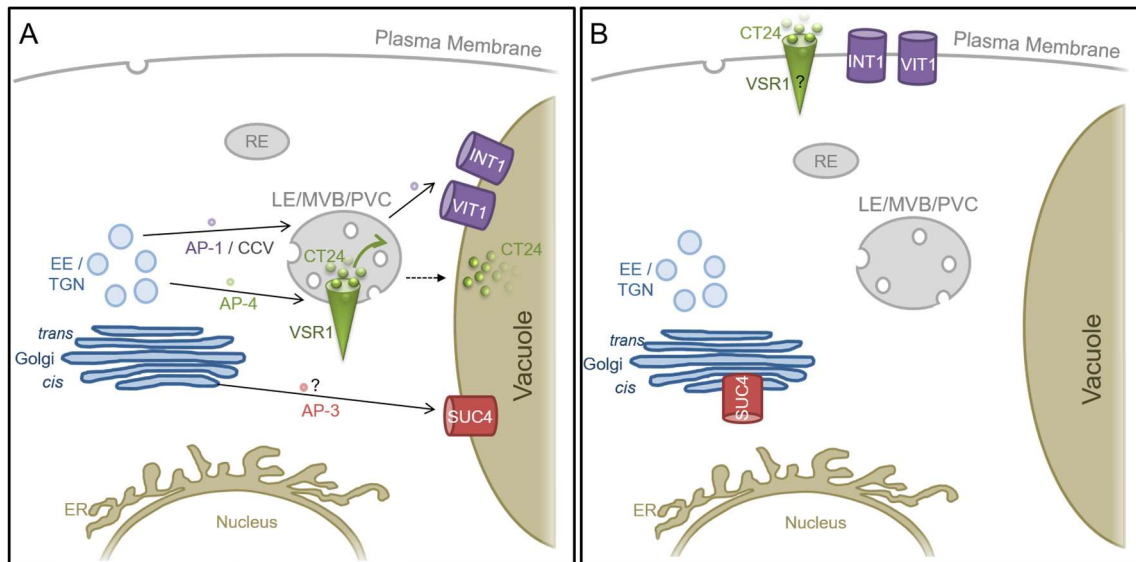 A
Plasma Membrane
RE
LE/MVB/PVC
INT1
VIT1
AP-1 / CCV
EE /
TGN
CT24
CT24
AP-4
VSR1
trans
Golgi
cis
?
AP-3
SUC4
Vacuole
ER
Nucleus
B
CT24
Plasma Membrane
INT1
VIT1
VSR1
?
RE
LE/MVB/PVC
EE /
TGN
trans
Golgi
cis
SUC4
Vacuole
ER
Nucleus